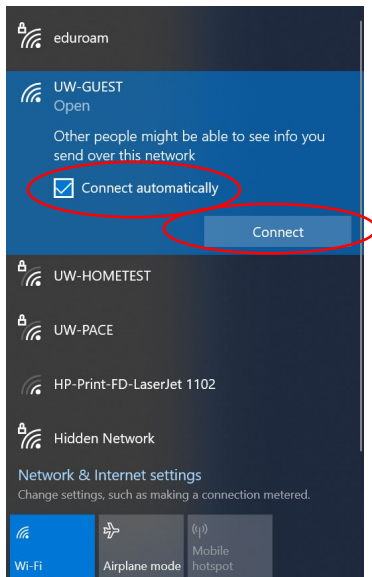 eduroam
UW-GUEST
Open
Other people might be able to see info you
send over this network
Connect automatically
Connect
UW-HOMETEST
UW-PACE
HP-Print-FD-LaserJet 1102
Hidden Network
Network & Internet settings
Change settings, such as making a connection metered.
Wi-Fi
Airplane mode
Mobile
hotspot